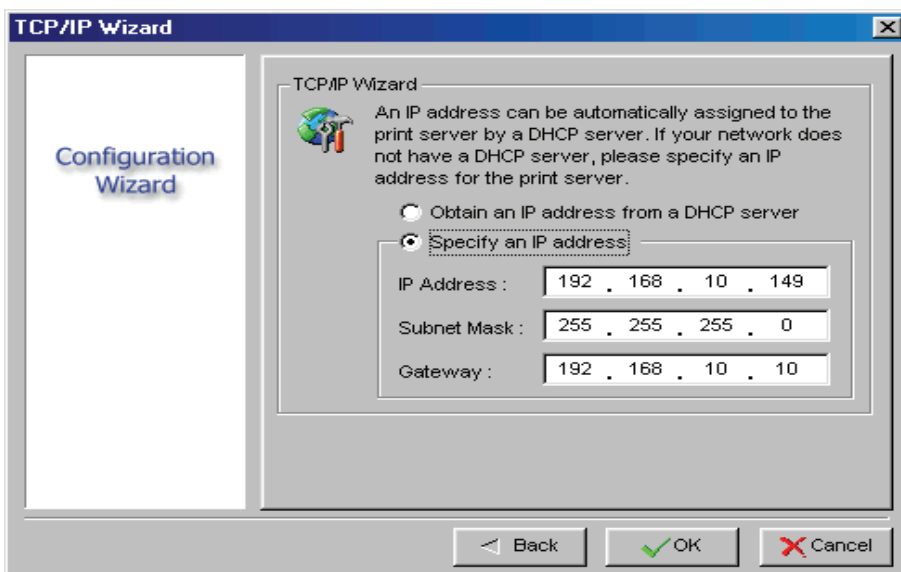 TCP/IP Wizard
Configuration
Wizard
TCP/IP Wizard
An IP address can be automatically assigned to the
print server by a DHCP server. If your network does
not have a DHCP server, please specify an IP
address for the print server.
Obtain an IP address from a DHCP server
Specify an IP address
IP Address : 192 . 168 . 10 . 149
Subnet Mask : 255 . 255 . 255 . 0
Gateway : 192 . 168 . 10 . 10
< Back
OK
Cancel